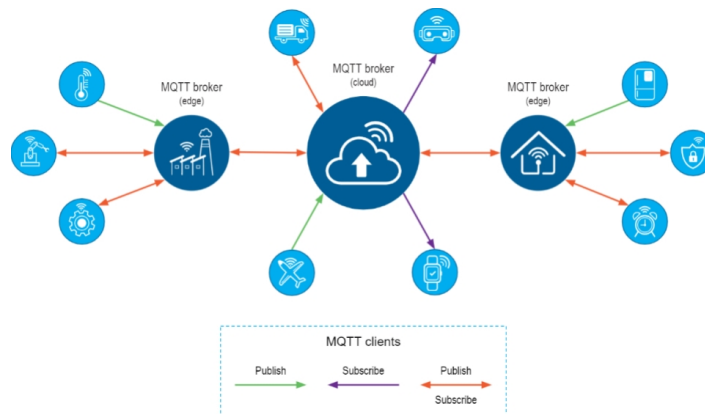 MQTT broker
(edge)
MQTT broker
(cloud)
MQTT broker
(edge)
MQTT clients
Publish
Subscribe
Publish
Subscribe